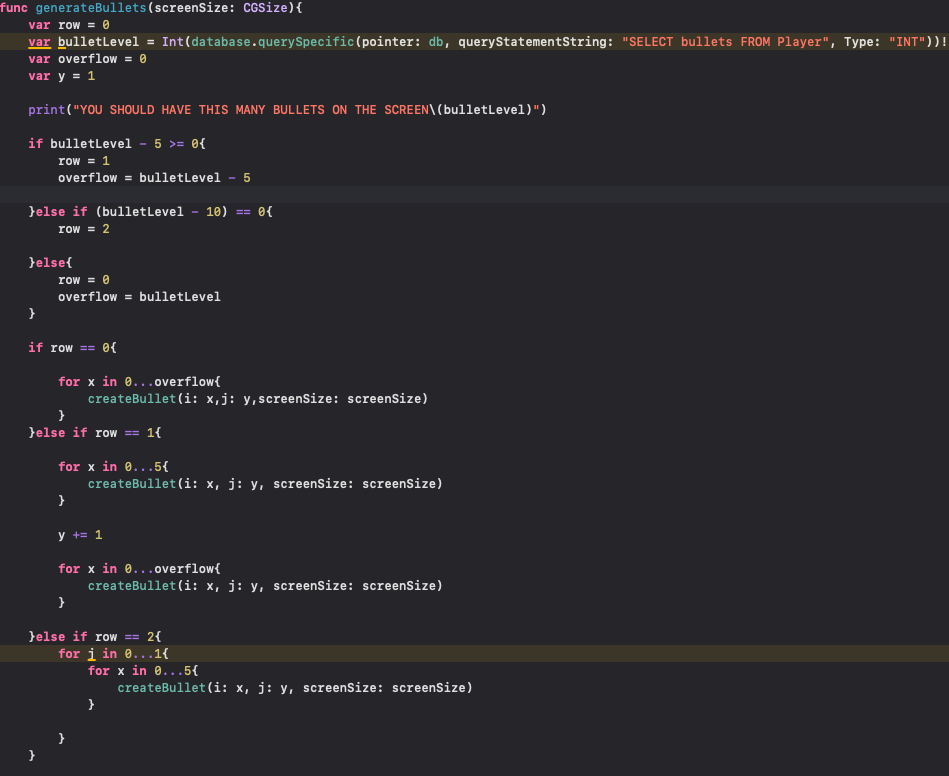 func generateBullets(screenSize: CGSize){
    var row = 0
    var bulletLevel = Int(database.querySpecific(pointer: db, queryStatementString: "SELECT bullets FROM Player", Type: "INT"))!
    var overflow = 0
    var y = 1
    print("YOU SHOULD HAVE THIS MANY BULLETS ON THE SCREEN\(bulletLevel)")
    if bulletLevel - 5 >= 0{
        row = 1
        overflow = bulletLevel - 5
    }else if (bulletLevel - 10) == 0{
        row = 2
    }else{
        row = 0
        overflow = bulletLevel
    }
    if row == 0{
        for x in 0...overflow{
            createBullet(i: x,j: y,screenSize: screenSize)
        }
    }else if row == 1{
        for x in 0...5{
            createBullet(i: x, j: y, screenSize: screenSize)
        }
        y += 1
        for x in 0...overflow{
            createBullet(i: x, j: y, screenSize: screenSize)
        }
    }else if row == 2{
        for j in 0...1{
            for x in 0...5{
                createBullet(i: x, j: y, screenSize: screenSize)
            }
        }
    }